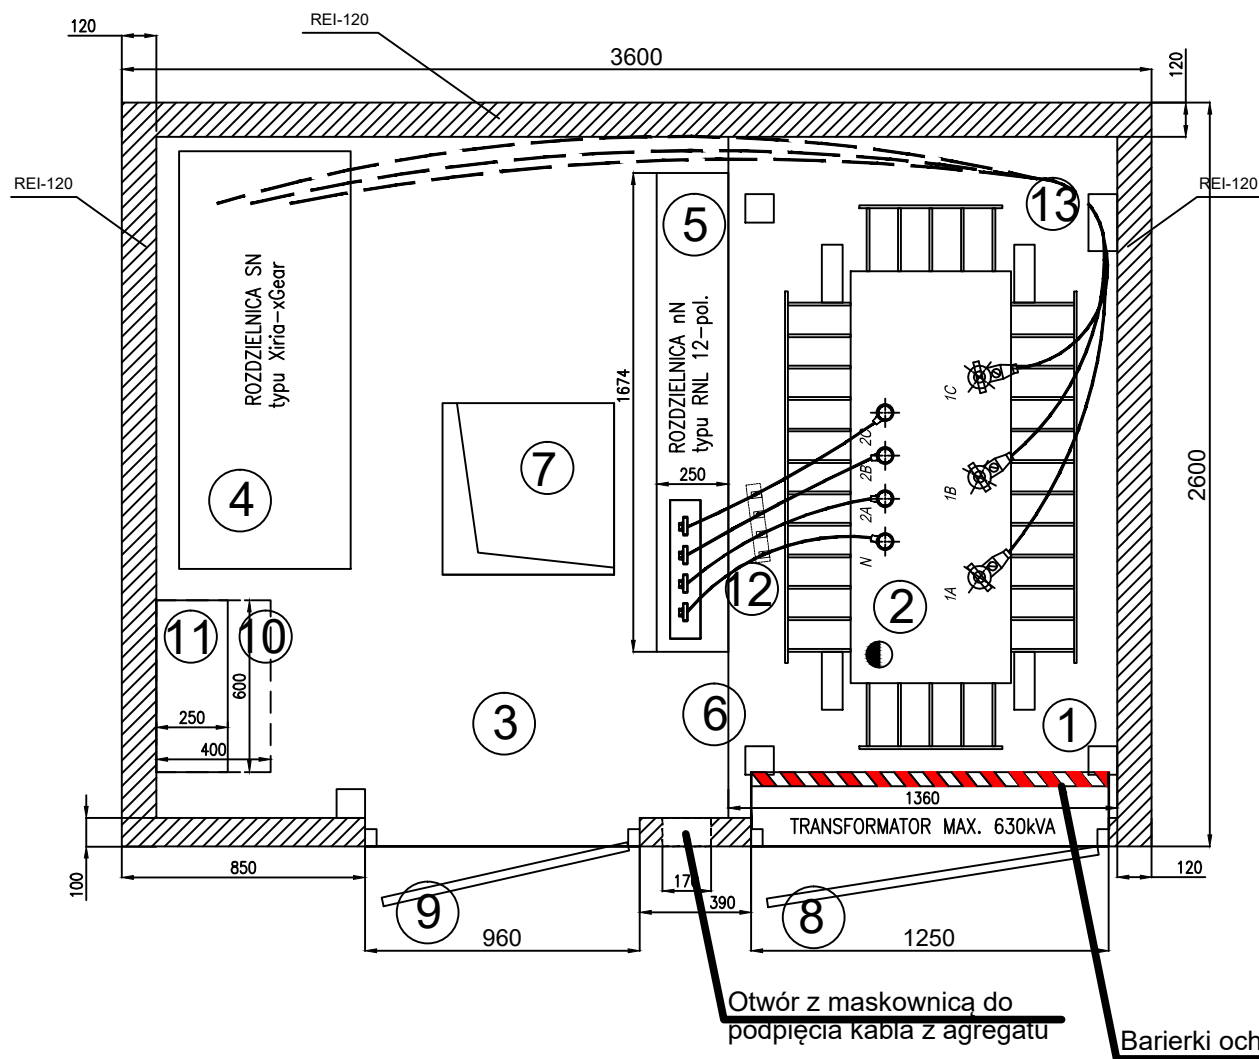 REI-120
120
3600
120
REI-120
REI-120
13
5
ROZDZIELNICA SN
typu Xiria-xGear
ROZDZIELNICA nN
typu RNL 12-pol.
1674
250
4
7
1C
1B
1A
2C
2B
2A
N
2
12
2600
11
10
600
250
400
3
6
1
1360
TRANSFORMATOR MAX. 630kVA
100
850
170
390
120
9
8
960
1250
Otwór z maskownicą do
podpięcia kabla z agregatu
Barierki och